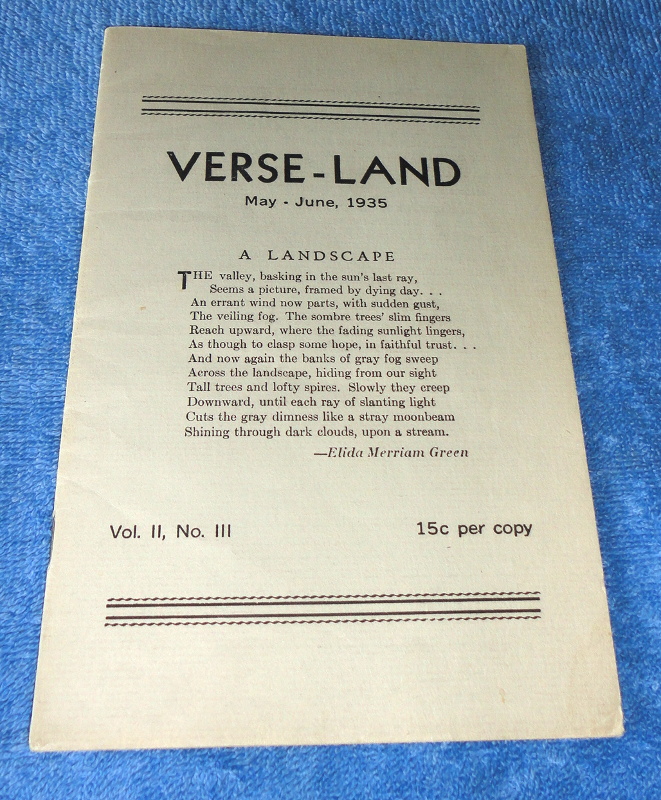 VERSE-LAND
May - June, 1935
A LANDSCAPE
THE valley, basking in the sun's last ray,
Seems a picture, framed by dying day. . .
An errant wind now parts, with sudden gust,
The veiling fog. The sombre trees' slim fingers
Reach upward, where the fading sunlight lingers,
As though to clasp some hope, in faithful trust. . .
And now again the banks of gray fog sweep
Across the landscape, hiding from our sight
Tall trees and lofty spires. Slowly they creep
Downward, until each ray of slanting light
Cuts the gray dimness like a stray moonbeam
Shining through dark clouds, upon a stream.
—Elida Merriam Green
Vol. II, No. III 15c per copy